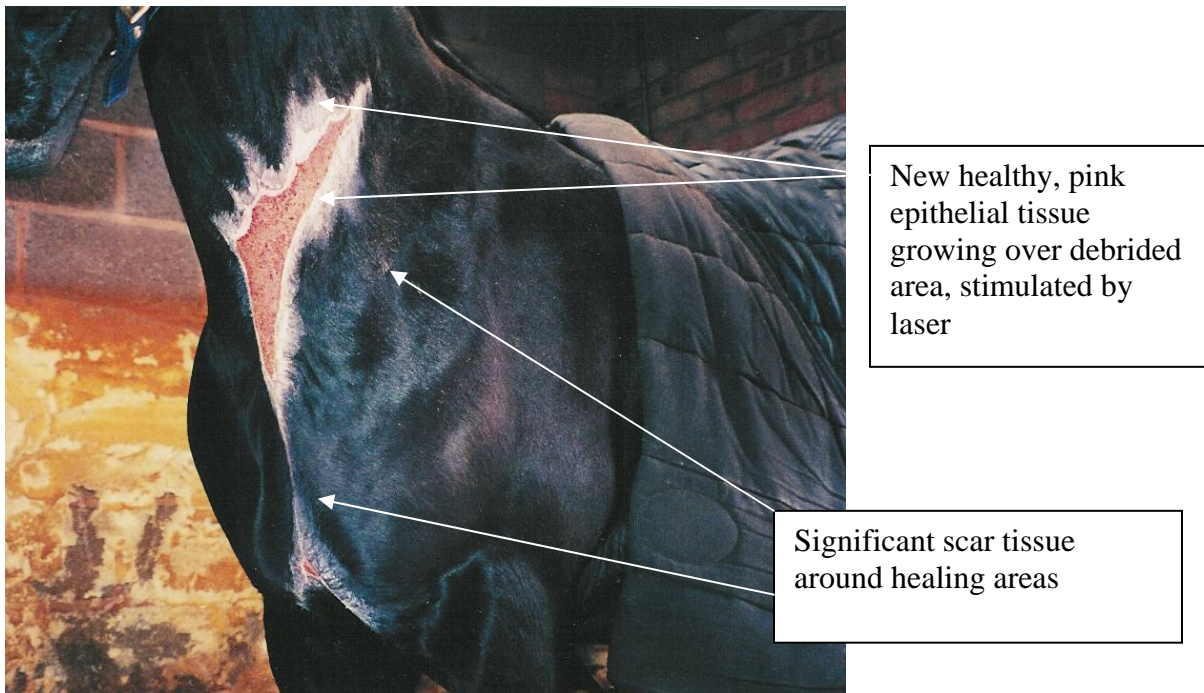 New healthy, pink
epithelial tissue
growing over debrided
area, stimulated by
laser
Significant scar tissue
around healing areas